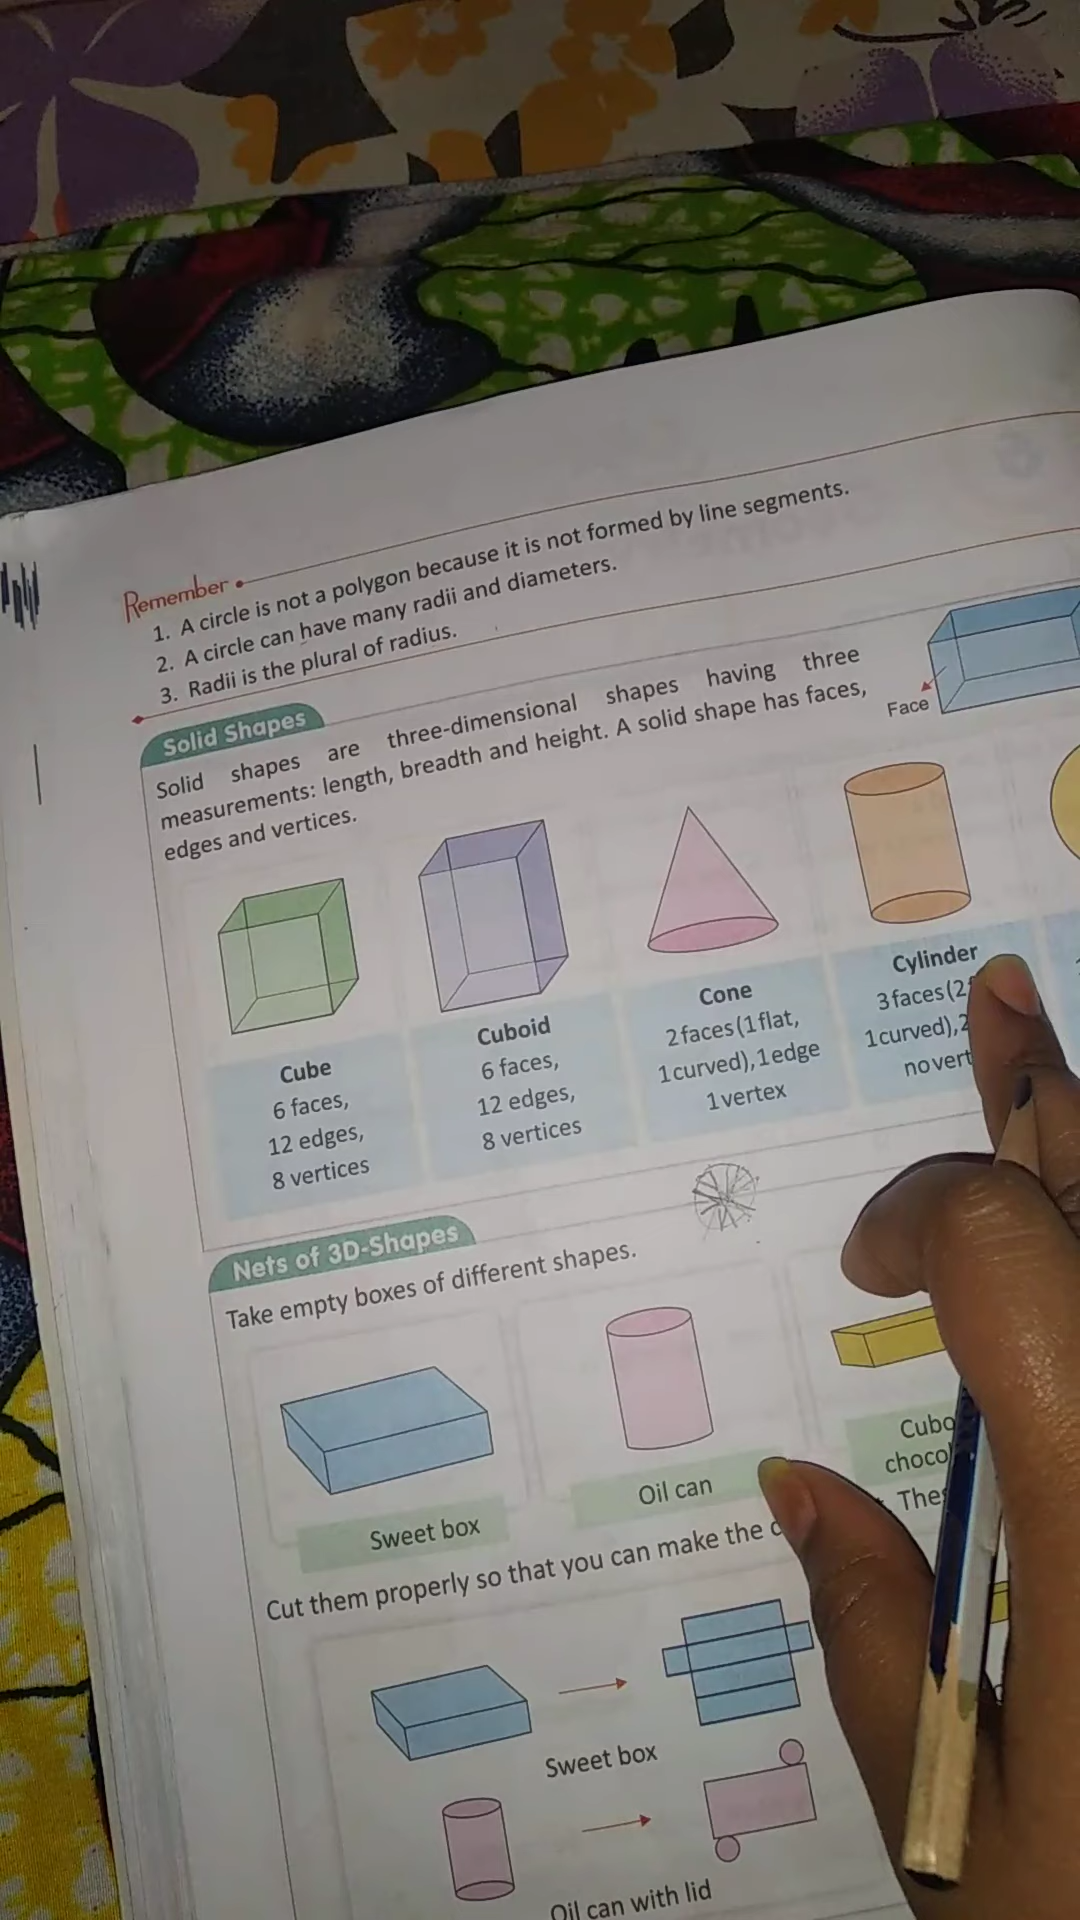 Remember
1. A circle is not a polygon because it is not formed by line segments.
2. A circle can have many radii and diameters.
3. Radii is the plural of radius.
Solid Shapes
Solid shapes are three-dimensional shapes having three
measurements: length, breadth and height. A solid shape has faces,
edges and vertices.
Face
Cube
6 faces,
12 edges,
8 vertices
Cuboid
6 faces,
12 edges,
8 vertices
Cone
2 faces (1 flat,
1 curved), 1 edge
1 vertex
Cylinder
3 faces (2
1 curved), 2
no vert
Nets of 3D-Shapes
Take empty boxes of different shapes.
Sweet box
Oil can
Cubo
choco
Cut them properly so that you can make the
Sweet box
Oil can with lid